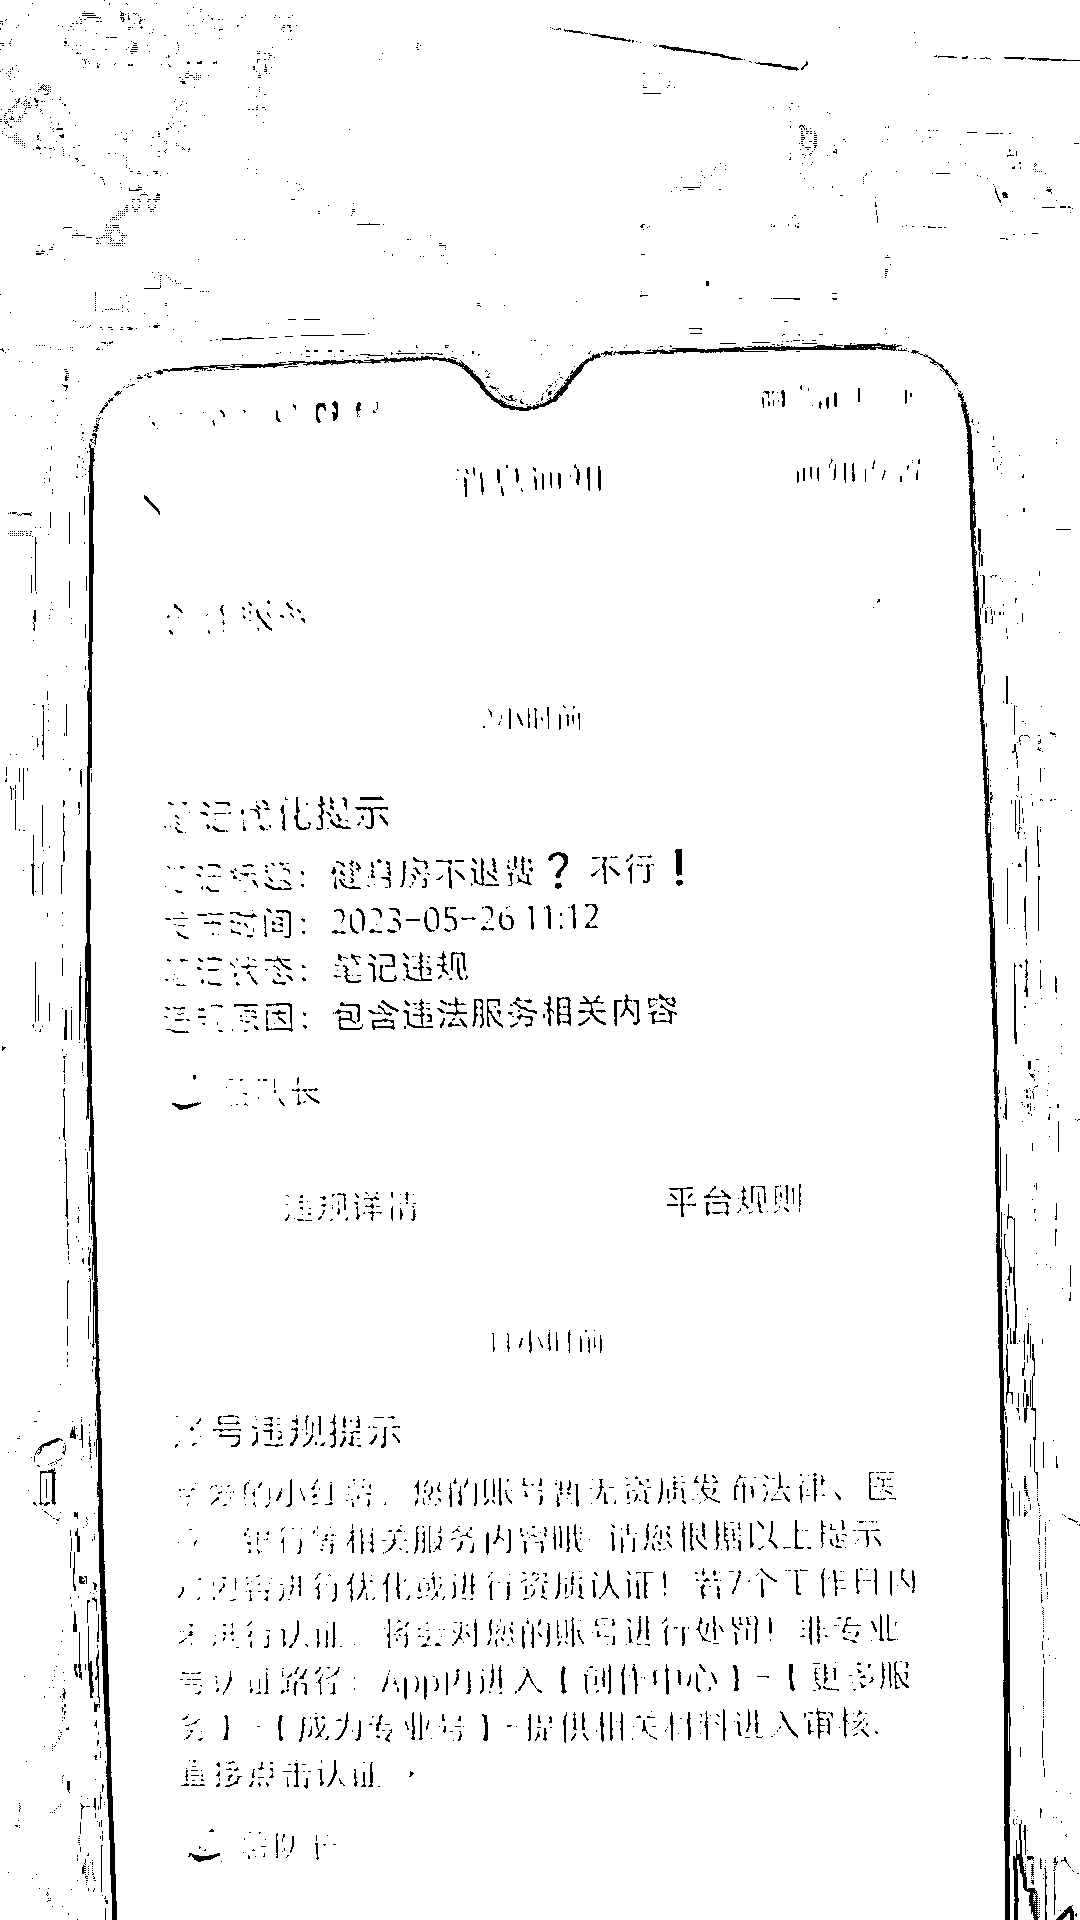 消息通知 通知设置
2小时前
笔记优化提示
笔记标题：健身房不退费？不行！
发布时间：2023-05-26 11:12
笔记状态：笔记违规
违规原因：包含违法服务相关内容
薯队长
违规详情 平台规则
11小时前
账号违规提示
亲爱的小红薯，您的账号暂无资质发布法律、医
疗、银行等相关服务内容哦 请您根据以上提示
对内容进行优化或进行资质认证！若7个工作日内
未进行认证，将会对您的账号进行处罚！非专业
号认证路径：App内进入【创作中心】-【更多服
务】-【成为专业号】-提供相关材料进入审核，
直接点击认证
薯队长